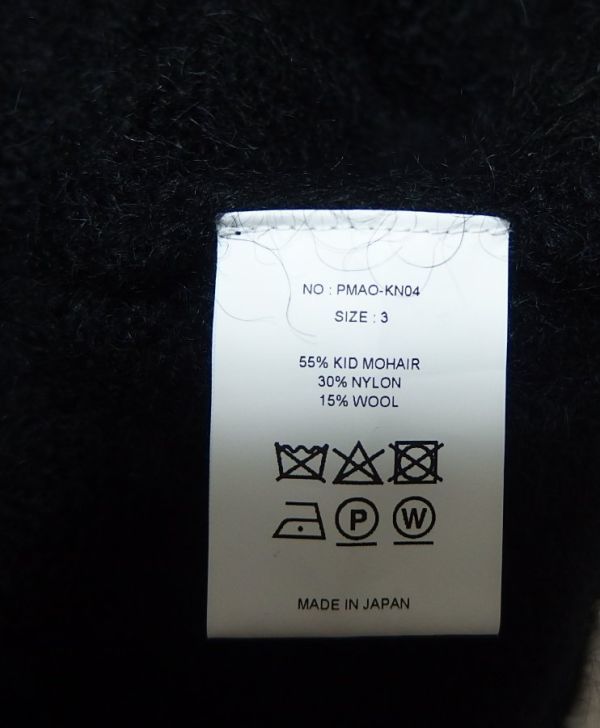 NO : PMAO-KN04
SIZE : 3
55% KID MOHAIR
30% NYLON
15% WOOL
P W
MADE IN JAPAN